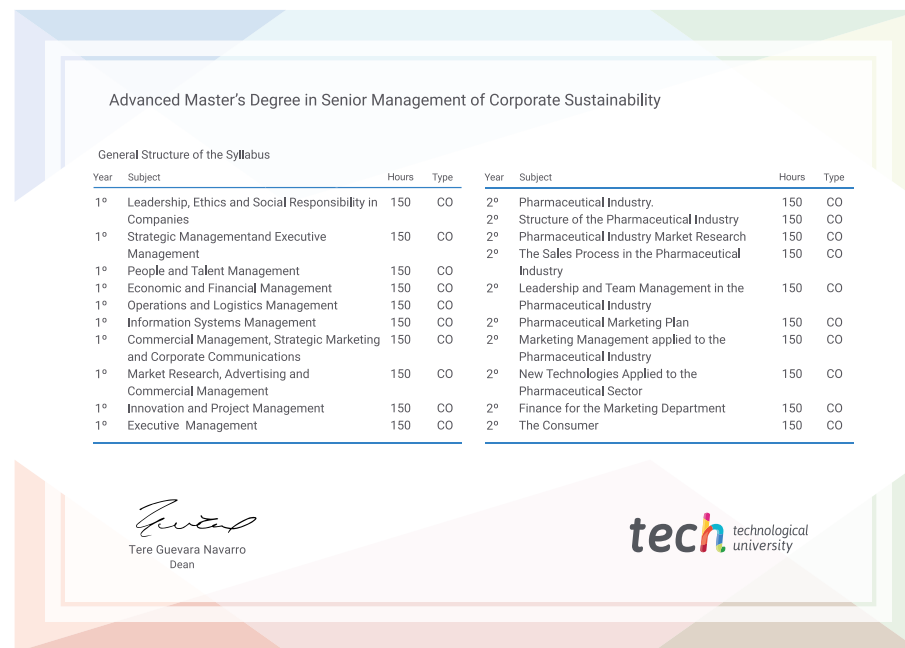 Advanced Master's Degree in Senior Management of Corporate Sustainability
General Structure of the Syllabus
Year Subject Hours Type
1º Leadership, Ethics and Social Responsibility in 150 CO
Companies
1º Strategic Managementand Executive 150 CO
Management
1º People and Talent Management 150 CO
1º Economic and Financial Management 150 CO
1º Operations and Logistics Management 150 CO
1º Information Systems Management 150 CO
1º Commercial Management, Strategic Marketing 150 CO
and Corporate Communications
1º Market Research, Advertising and 150 CO
Commercial Management
1º Innovation and Project Management 150 CO
1º Executive Management 150 CO
Year Subject Hours Type
2º Pharmaceutical Industry. 150 CO
2º Structure of the Pharmaceutical Industry 150 CO
2º Pharmaceutical Industry Market Research 150 CO
2º The Sales Process in the Pharmaceutical 150 CO
Industry
2º Leadership and Team Management in the 150 CO
Pharmaceutical Industry
2º Pharmaceutical Marketing Plan 150 CO
2º Marketing Management applied to the 150 CO
Pharmaceutical Industry
2º New Technologies Applied to the 150 CO
Pharmaceutical Sector
2º Finance for the Marketing Department 150 CO
2º The Consumer 150 CO
Tere Guevara Navarro
Dean
tech technological
university